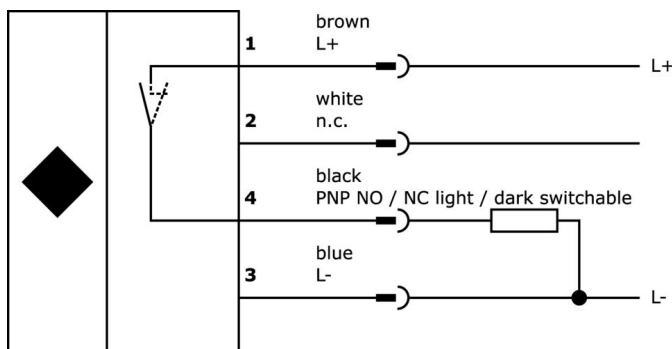 brown
1 L+
L+
white
2 n.c.
black
4 PNP NO / NC light / dark switchable
blue
3 L-
L-